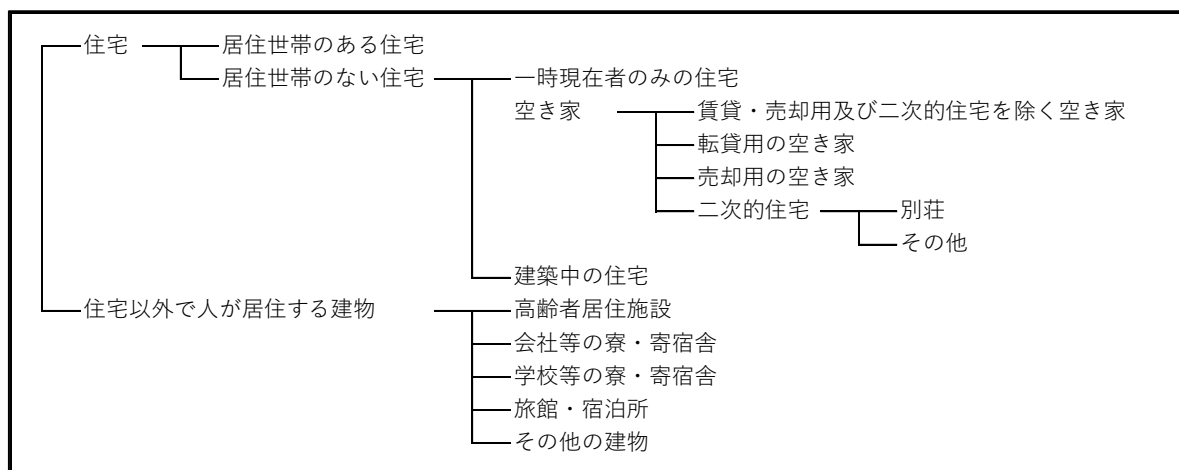 住宅 居住世帯のある住宅
居住世帯のない住宅 一時現在者のみの住宅
空き家 賃貸・売却用及び二次的住宅を除く空き家
転貸用の空き家
売却用の空き家
二次的住宅 別荘
その他
建築中の住宅
住宅以外で人が居住する建物 高齢者居住施設
会社等の寮・寄宿舎
学校等の寮・寄宿舎
旅館・宿泊所
その他の建物